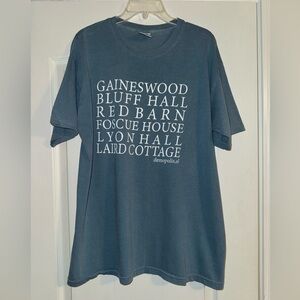 GAINESWOOD
BLUFF HALL
RED BARN
FOSCUE HOUSE
LYON HALL
LAIRD COTTAGE
demopolis, al